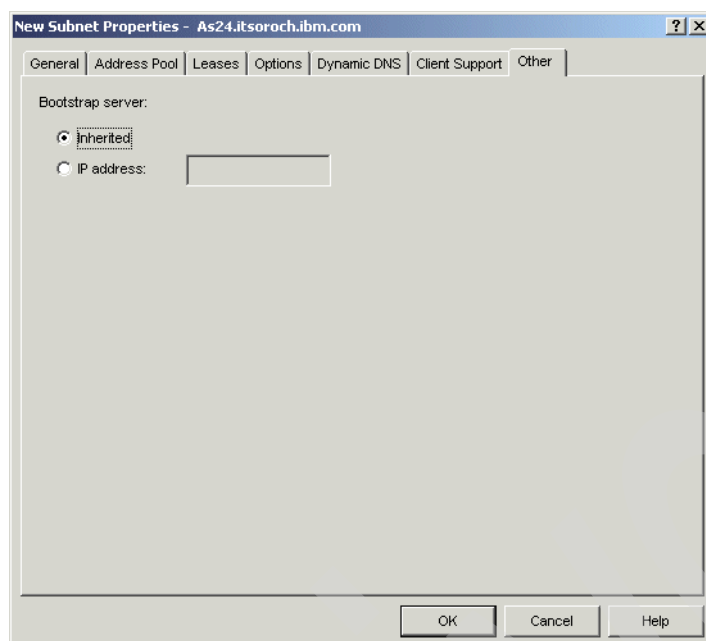 New Subnet Properties - As24.itsoroch.ibm.com
General Address Pool Leases Options Dynamic DNS Client Support Other
Bootstrap server:
Inherited
IP address:
OK Cancel Help